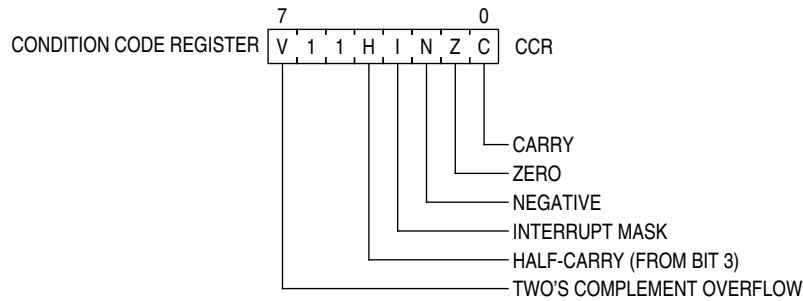 7 0
CONDITION CODE REGISTER V 1 1 H I N Z C CCR
CARRY
ZERO
NEGATIVE
INTERRUPT MASK
HALF-CARRY (FROM BIT 3)
TWO'S COMPLEMENT OVERFLOW